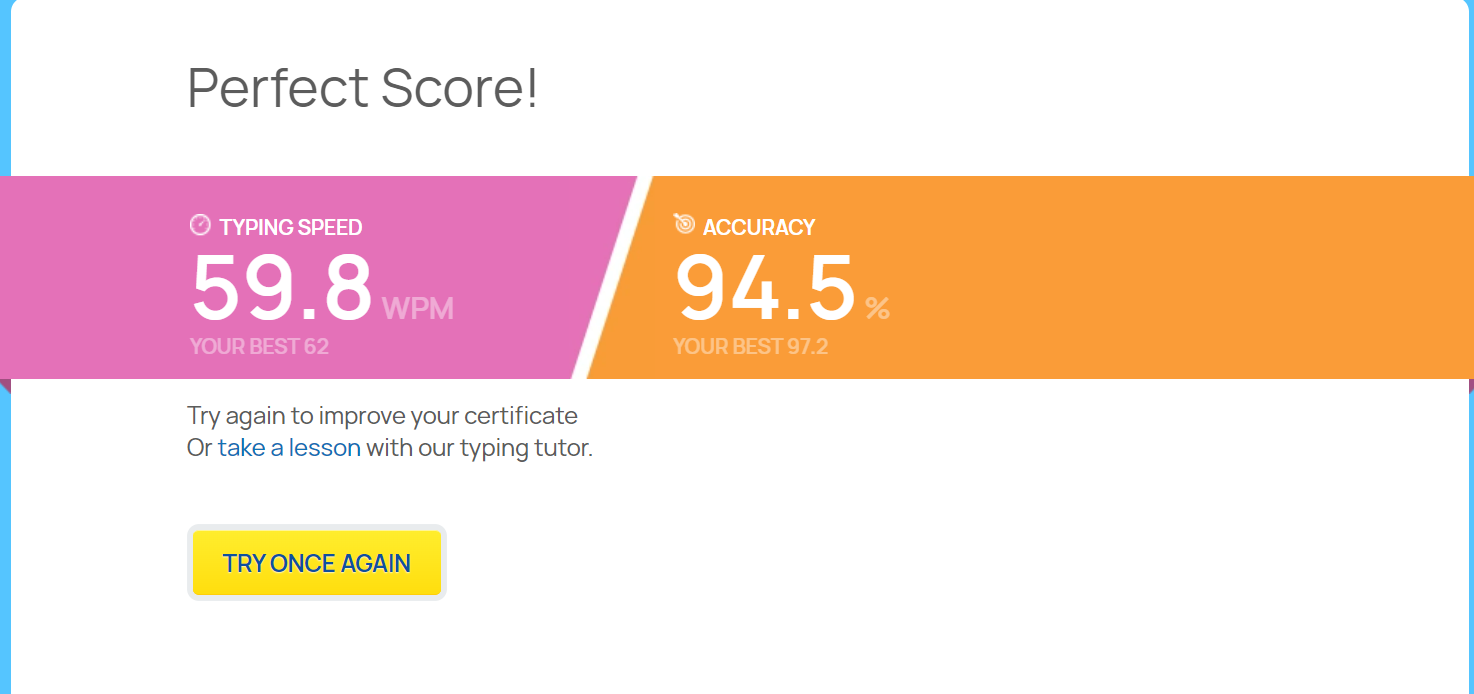 Perfect Score!
TYPING SPEED
59.8 WPM
YOUR BEST 62
ACCURACY
94.5 %
YOUR BEST 97.2
Try again to improve your certificate
Or take a lesson with our typing tutor.
TRY ONCE AGAIN